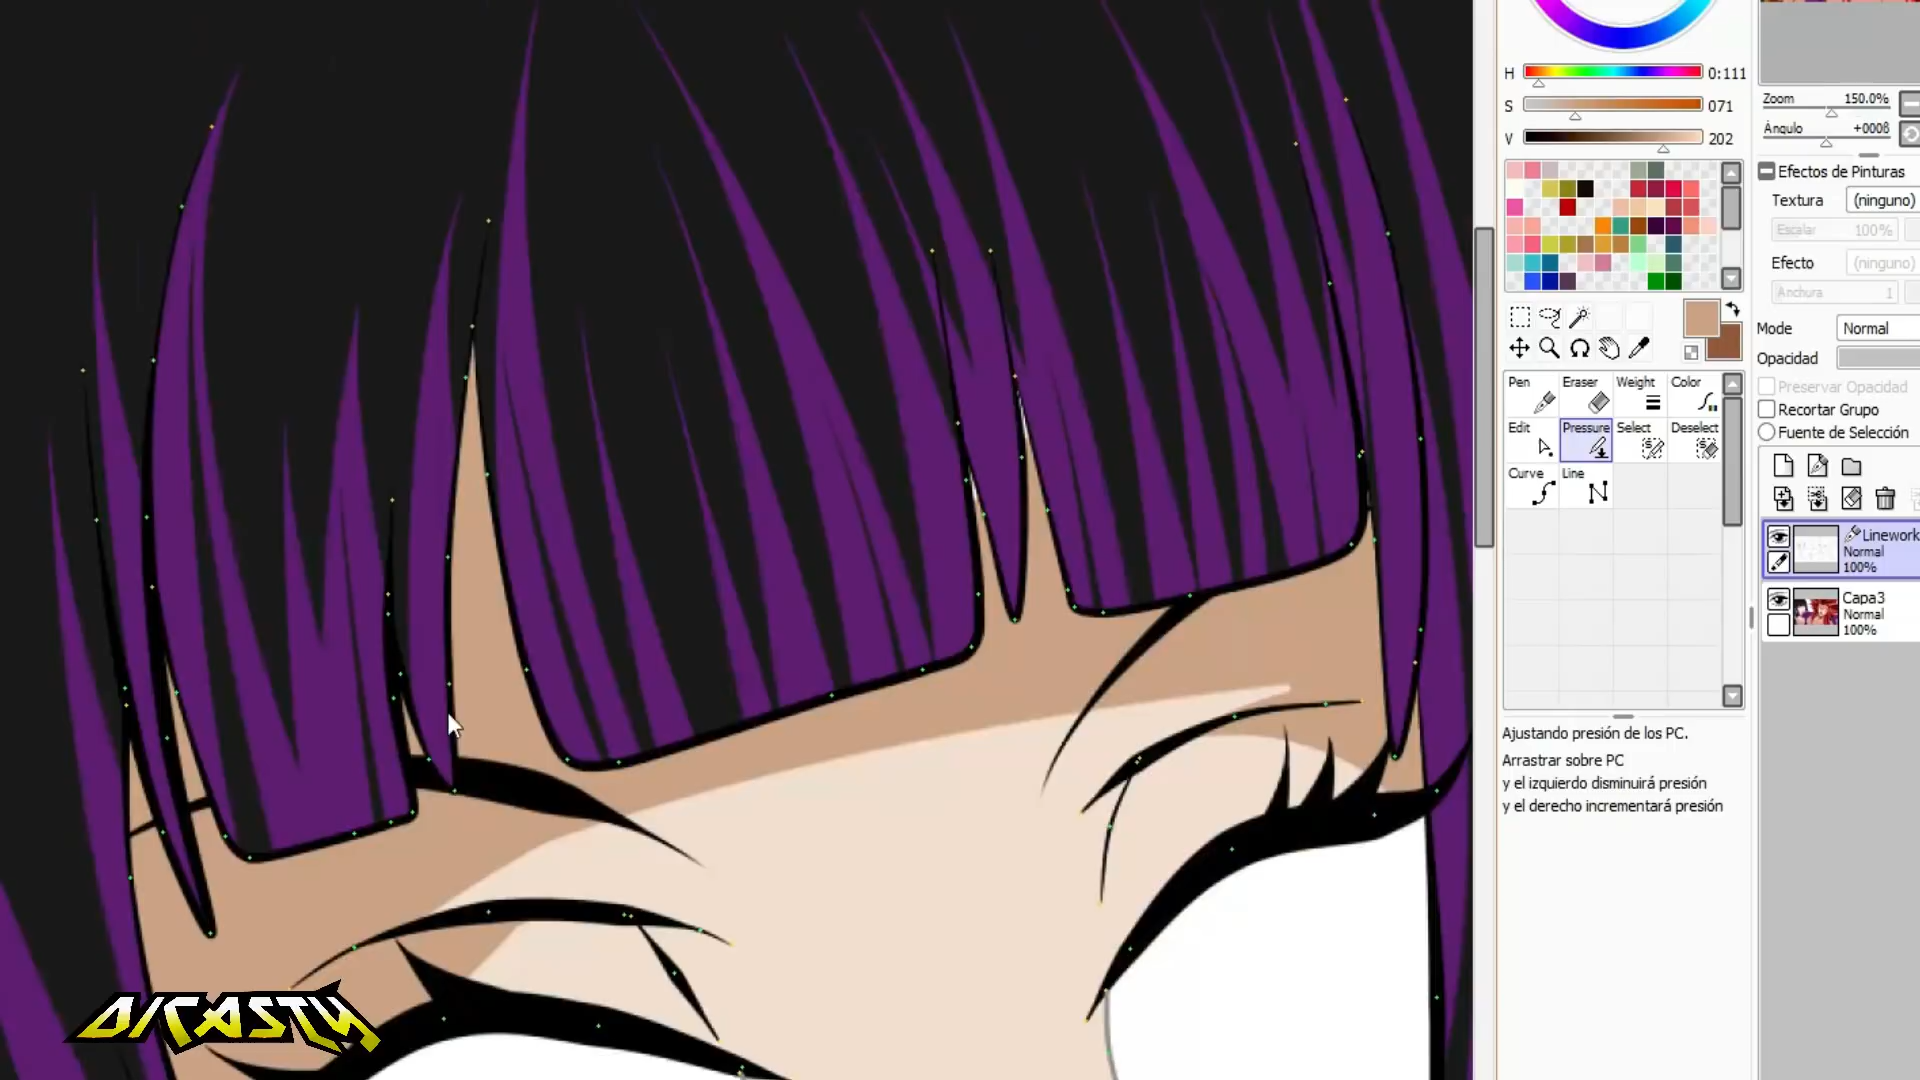 H 0:111
S 071
V 202
Zoom 150.0%
Ángulo +0008
Efectos de Pinturas
Textura (ninguno)
Escalar 100%
Efecto (ninguno)
Anchura 1
Mode Normal
Opacidad
Preservar Opacidad
Recortar Grupo
Fuente de Selección
Pen Eraser Weight Color
Edit Pressure Select Deselect
Curve Line
Linework
Normal
100%
Capa3
Normal
100%
Ajustando presión de los PC.
Arrastrar sobre PC
y el izquierdo disminuirá presión
y el derecho incrementará presión
DICASTY